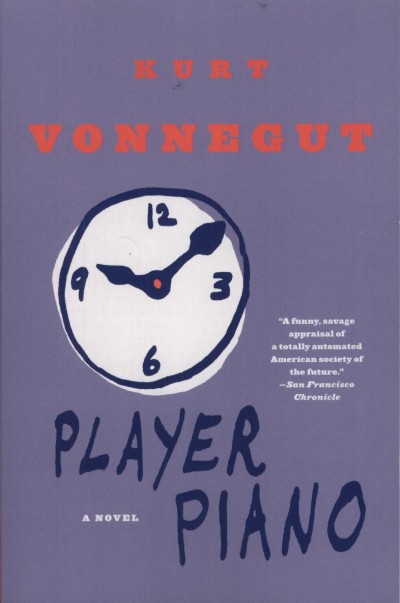 KURT
VONNEGUT
12
9
3
6
“A funny, savage
appraisal of
a totally automated
American society of
the future.”
—San Francisco
Chronicle
PLAYER
PIANO
A NOVEL